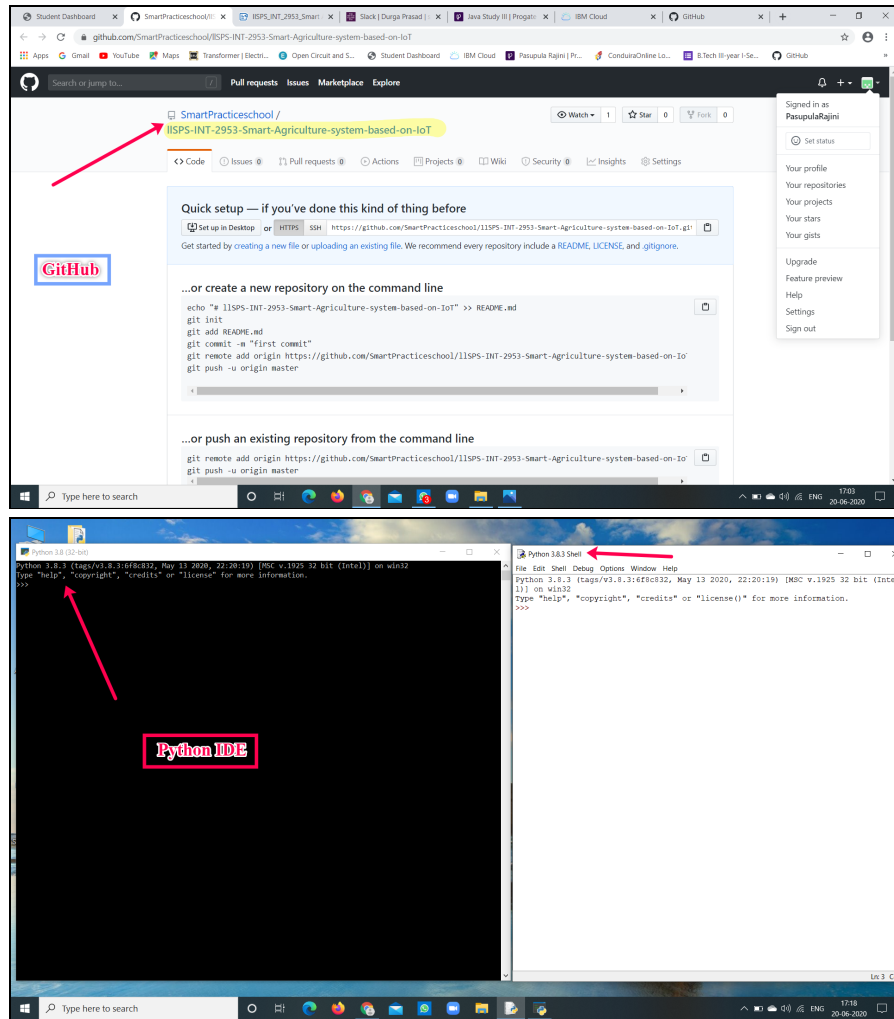 Student Dashboard
SmartPracticeschool/llS
IISPS_INT_2953_Smart
Slack | Durga Prasad |
Java Study III | Progate
IBM Cloud
GitHub
github.com/SmartPracticeschool/llSPS-INT-2953-Smart-Agriculture-system-based-on-IoT
Apps Gmail YouTube Maps Transformer | Electri... Open Circuit and S... Student Dashboard IBM Cloud Pasupula Rajini | Pr... ConduiraOnline Lo... B.Tech III-year I-Se... GitHub »
Search or jump to... / Pull requests Issues Marketplace Explore
SmartPracticeschool /
llSPS-INT-2953-Smart-Agriculture-system-based-on-IoT
Watch 1 Star 0 Fork 0
Code Issues 0 Pull requests 0 Actions Projects 0 Wiki Security 0 Insights Settings
Signed in as
PasupulaRajini
Set status
Your profile
Your repositories
Your projects
Your stars
Your gists
Upgrade
Feature preview
Help
Settings
Sign out
Quick setup — if you've done this kind of thing before
Set up in Desktop or HTTPS SSH https://github.com/SmartPracticeschool/llSPS-INT-2953-Smart-Agriculture-system-based-on-IoT.git
Get started by creating a new file or uploading an existing file. We recommend every repository include a README, LICENSE, and .gitignore.
GitHub
...or create a new repository on the command line
echo "# llSPS-INT-2953-Smart-Agriculture-system-based-on-IoT" >> README.md
git init
git add README.md
git commit -m "first commit"
git remote add origin https://github.com/SmartPracticeschool/llSPS-INT-2953-Smart-Agriculture-system-based-on-Io
git push -u origin master
...or push an existing repository from the command line
git remote add origin https://github.com/SmartPracticeschool/llSPS-INT-2953-Smart-Agriculture-system-based-on-Io
git push -u origin master
Type here to search
ENG 17:03
20-06-2020
Python 3.8 (32-bit)
Python 3.8.3 (tags/v3.8.3:6f8c832, May 13 2020, 22:20:19) [MSC v.1925 32 bit (Intel)] on win32
Type "help", "copyright", "credits" or "license" for more information.
>>>
Python IDE
Python 3.8.3 Shell
File Edit Shell Debug Options Window Help
Python 3.8.3 (tags/v3.8.3:6f8c832, May 13 2020, 22:20:19) [MSC v.1925 32 bit (Inte
l)] on win32
Type "help", "copyright", "credits" or "license()" for more information.
>>>
Ln: 3 C
Type here to search
ENG 17:18
20-06-2020